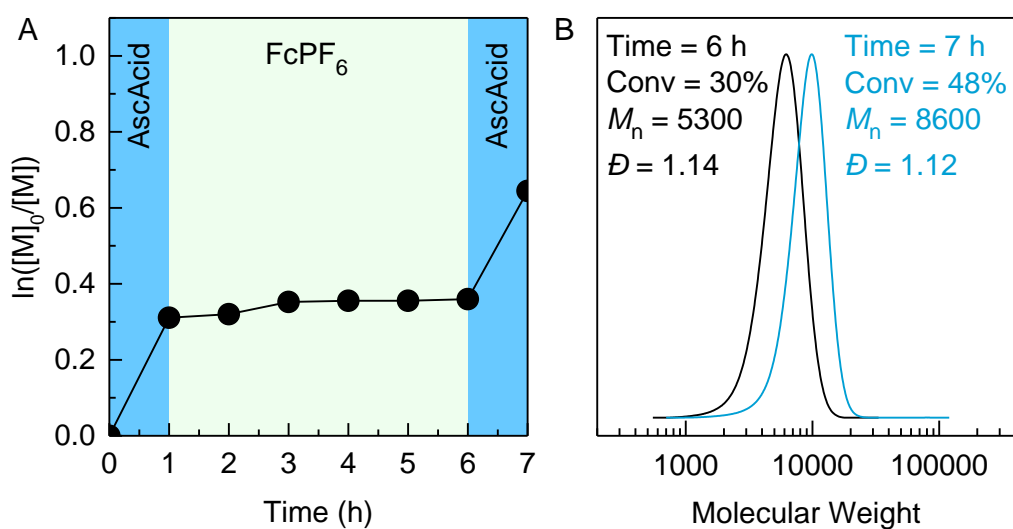 A
AscAcid
FcPF6
AscAcid
ln([M]0/[M])
1.0
0.8
0.6
0.4
0.2
0.0
0 1 2 3 4 5 6 7
Time (h)
B
Time = 6 h
Conv = 30%
Mn = 5300
Đ = 1.14
Time = 7 h
Conv = 48%
Mn = 8600
Đ = 1.12
1000 10000 100000
Molecular Weight